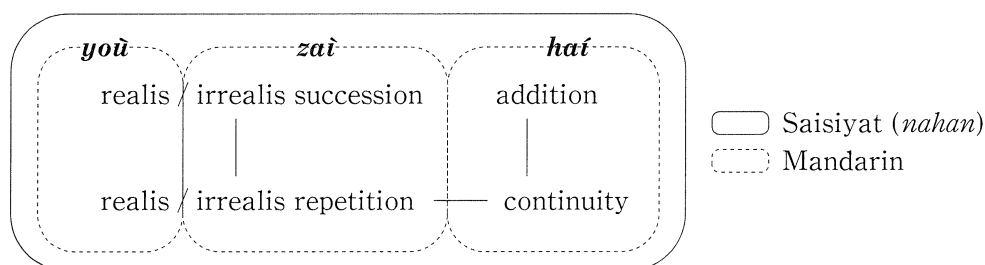 yoù zaì haí
realis / irrealis succession addition
Saisiyat (nahan)
Mandarin
realis / irrealis repetition continuity